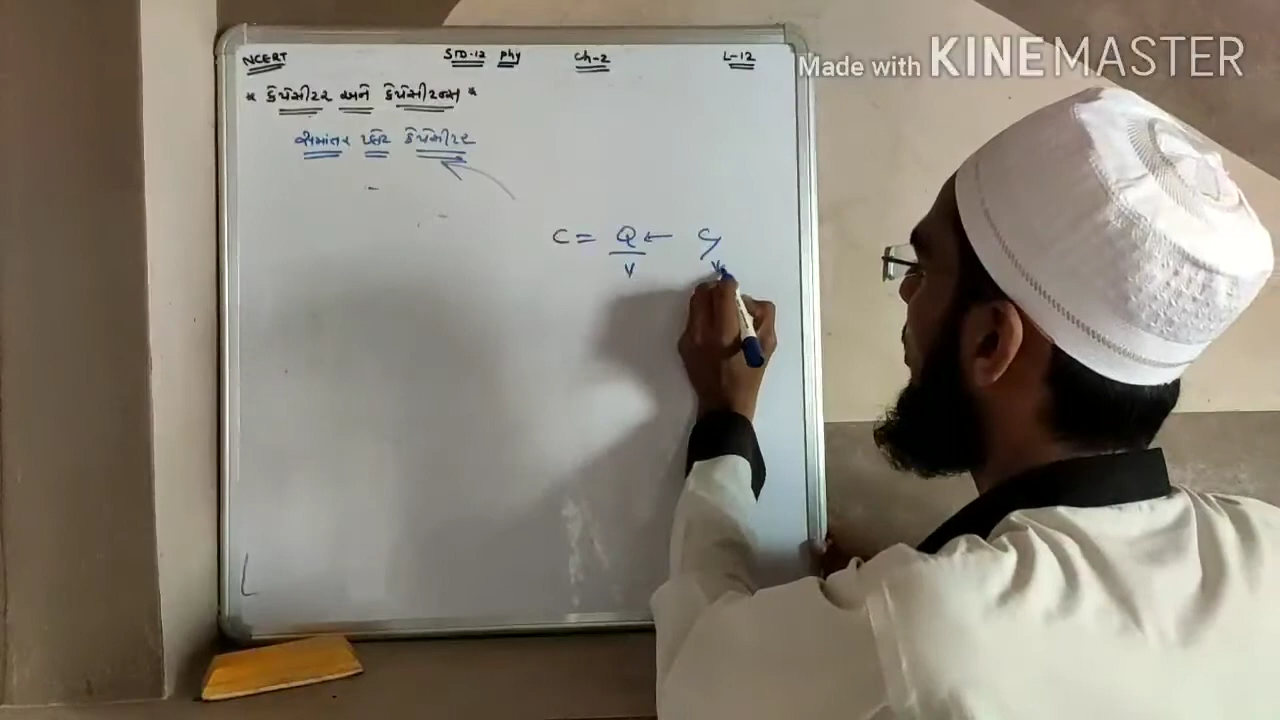 Made with KINEMASTER
NCERT STD-12 phy Ch-2 L-12
* કેપેસીટર અને કેપેસીટન્સ *
સમાંતર પ્લેટ કેપેસીટર
C = Q ← C/
V V